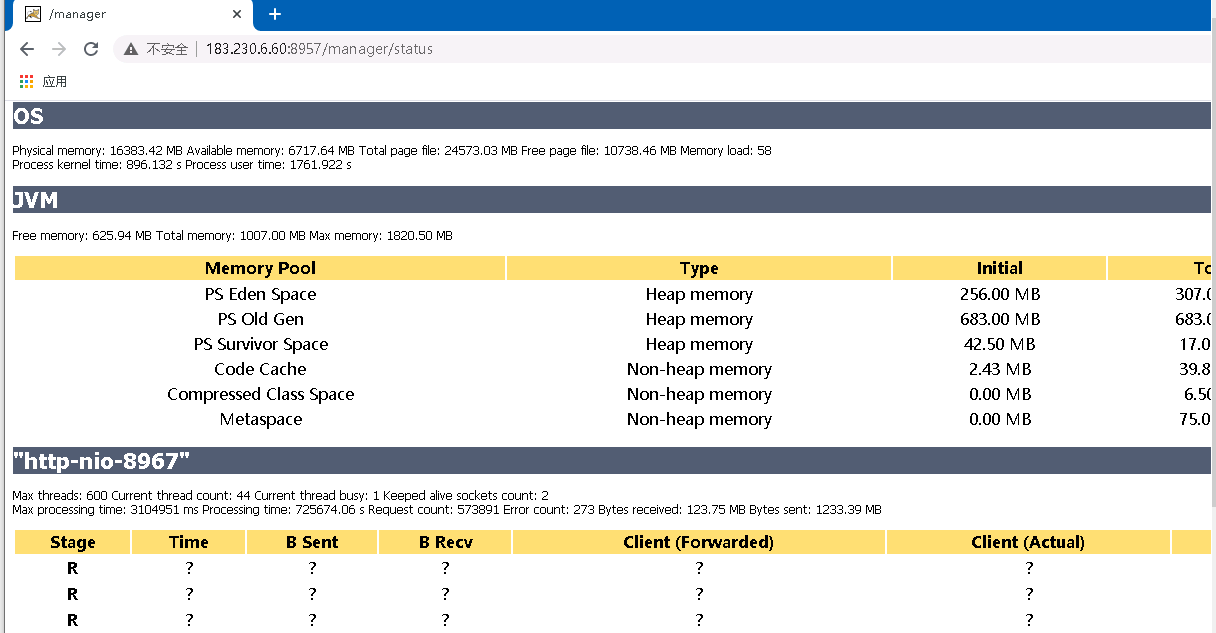 /manager
不安全 183.230.6.60:8957/manager/status
应用
OS
Physical memory: 16383.42 MB Available memory: 6717.64 MB Total page file: 24573.03 MB Free page file: 10738.46 MB Memory load: 58
Process kernel time: 896.132 s Process user time: 1761.922 s
JVM
Free memory: 625.94 MB Total memory: 1007.00 MB Max memory: 1820.50 MB
Memory Pool Type Initial
PS Eden Space Heap memory 256.00 MB 307.0
PS Old Gen Heap memory 683.00 MB 683.0
PS Survivor Space Heap memory 42.50 MB 17.0
Code Cache Non-heap memory 2.43 MB 39.8
Compressed Class Space Non-heap memory 0.00 MB 6.50
Metaspace Non-heap memory 0.00 MB 75.0
"http-nio-8967"
Max threads: 600 Current thread count: 44 Current thread busy: 1 Keeped alive sockets count: 2
Max processing time: 3104951 ms Processing time: 725674.06 s Request count: 573891 Error count: 273 Bytes received: 123.75 MB Bytes sent: 1233.39 MB
Stage Time B Sent B Recv Client (Forwarded) Client (Actual)
R ? ? ? ? ?
R ? ? ? ? ?
R ? ? ? ? ?